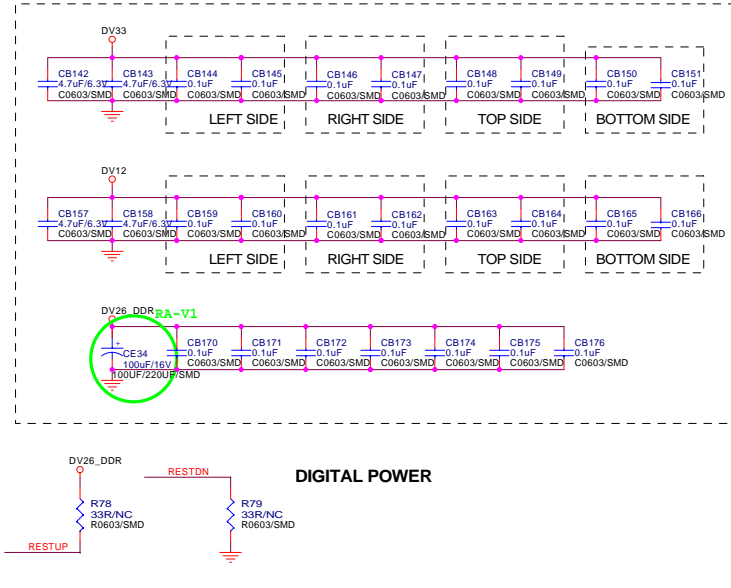 DV33
CB142 CB143 CB144 CB145 CB146 CB147 CB148 CB149 CB150 CB151
4.7uF/6.3V 4.7uF/6.3V 0.1uF 0.1uF 0.1uF 0.1uF 0.1uF 0.1uF 0.1uF 0.1uF
C0603/SMD C0603/SMD C0603/SMD C0603/SMD C0603/SMD C0603/SMD C0603/SMD C0603/SMD C0603/SMD C0603/SMD
LEFT SIDE RIGHT SIDE TOP SIDE BOTTOM SIDE
DV12
CB157 CB158 CB159 CB160 CB161 CB162 CB163 CB164 CB165 CB166
4.7uF/6.3V 4.7uF/6.3V 0.1uF 0.1uF 0.1uF 0.1uF 0.1uF 0.1uF 0.1uF 0.1uF
C0603/SMD C0603/SMD C0603/SMD C0603/SMD C0603/SMD C0603/SMD C0603/SMD C0603/SMD C0603/SMD C0603/SMD
LEFT SIDE RIGHT SIDE TOP SIDE BOTTOM SIDE
DV26_DDR RA-V1
+
CE34 CB170 CB171 CB172 CB173 CB174 CB175 CB176
100uF/16V 0.1uF 0.1uF 0.1uF 0.1uF 0.1uF 0.1uF 0.1uF
100UF/220UF/SMD C0603/SMD C0603/SMD C0603/SMD C0603/SMD C0603/SMD C0603/SMD C0603/SMD
DV26_DDR
RESTDN
DIGITAL POWER
R78 R79
33R/NC 33R/NC
R0603/SMD R0603/SMD
RESTUP